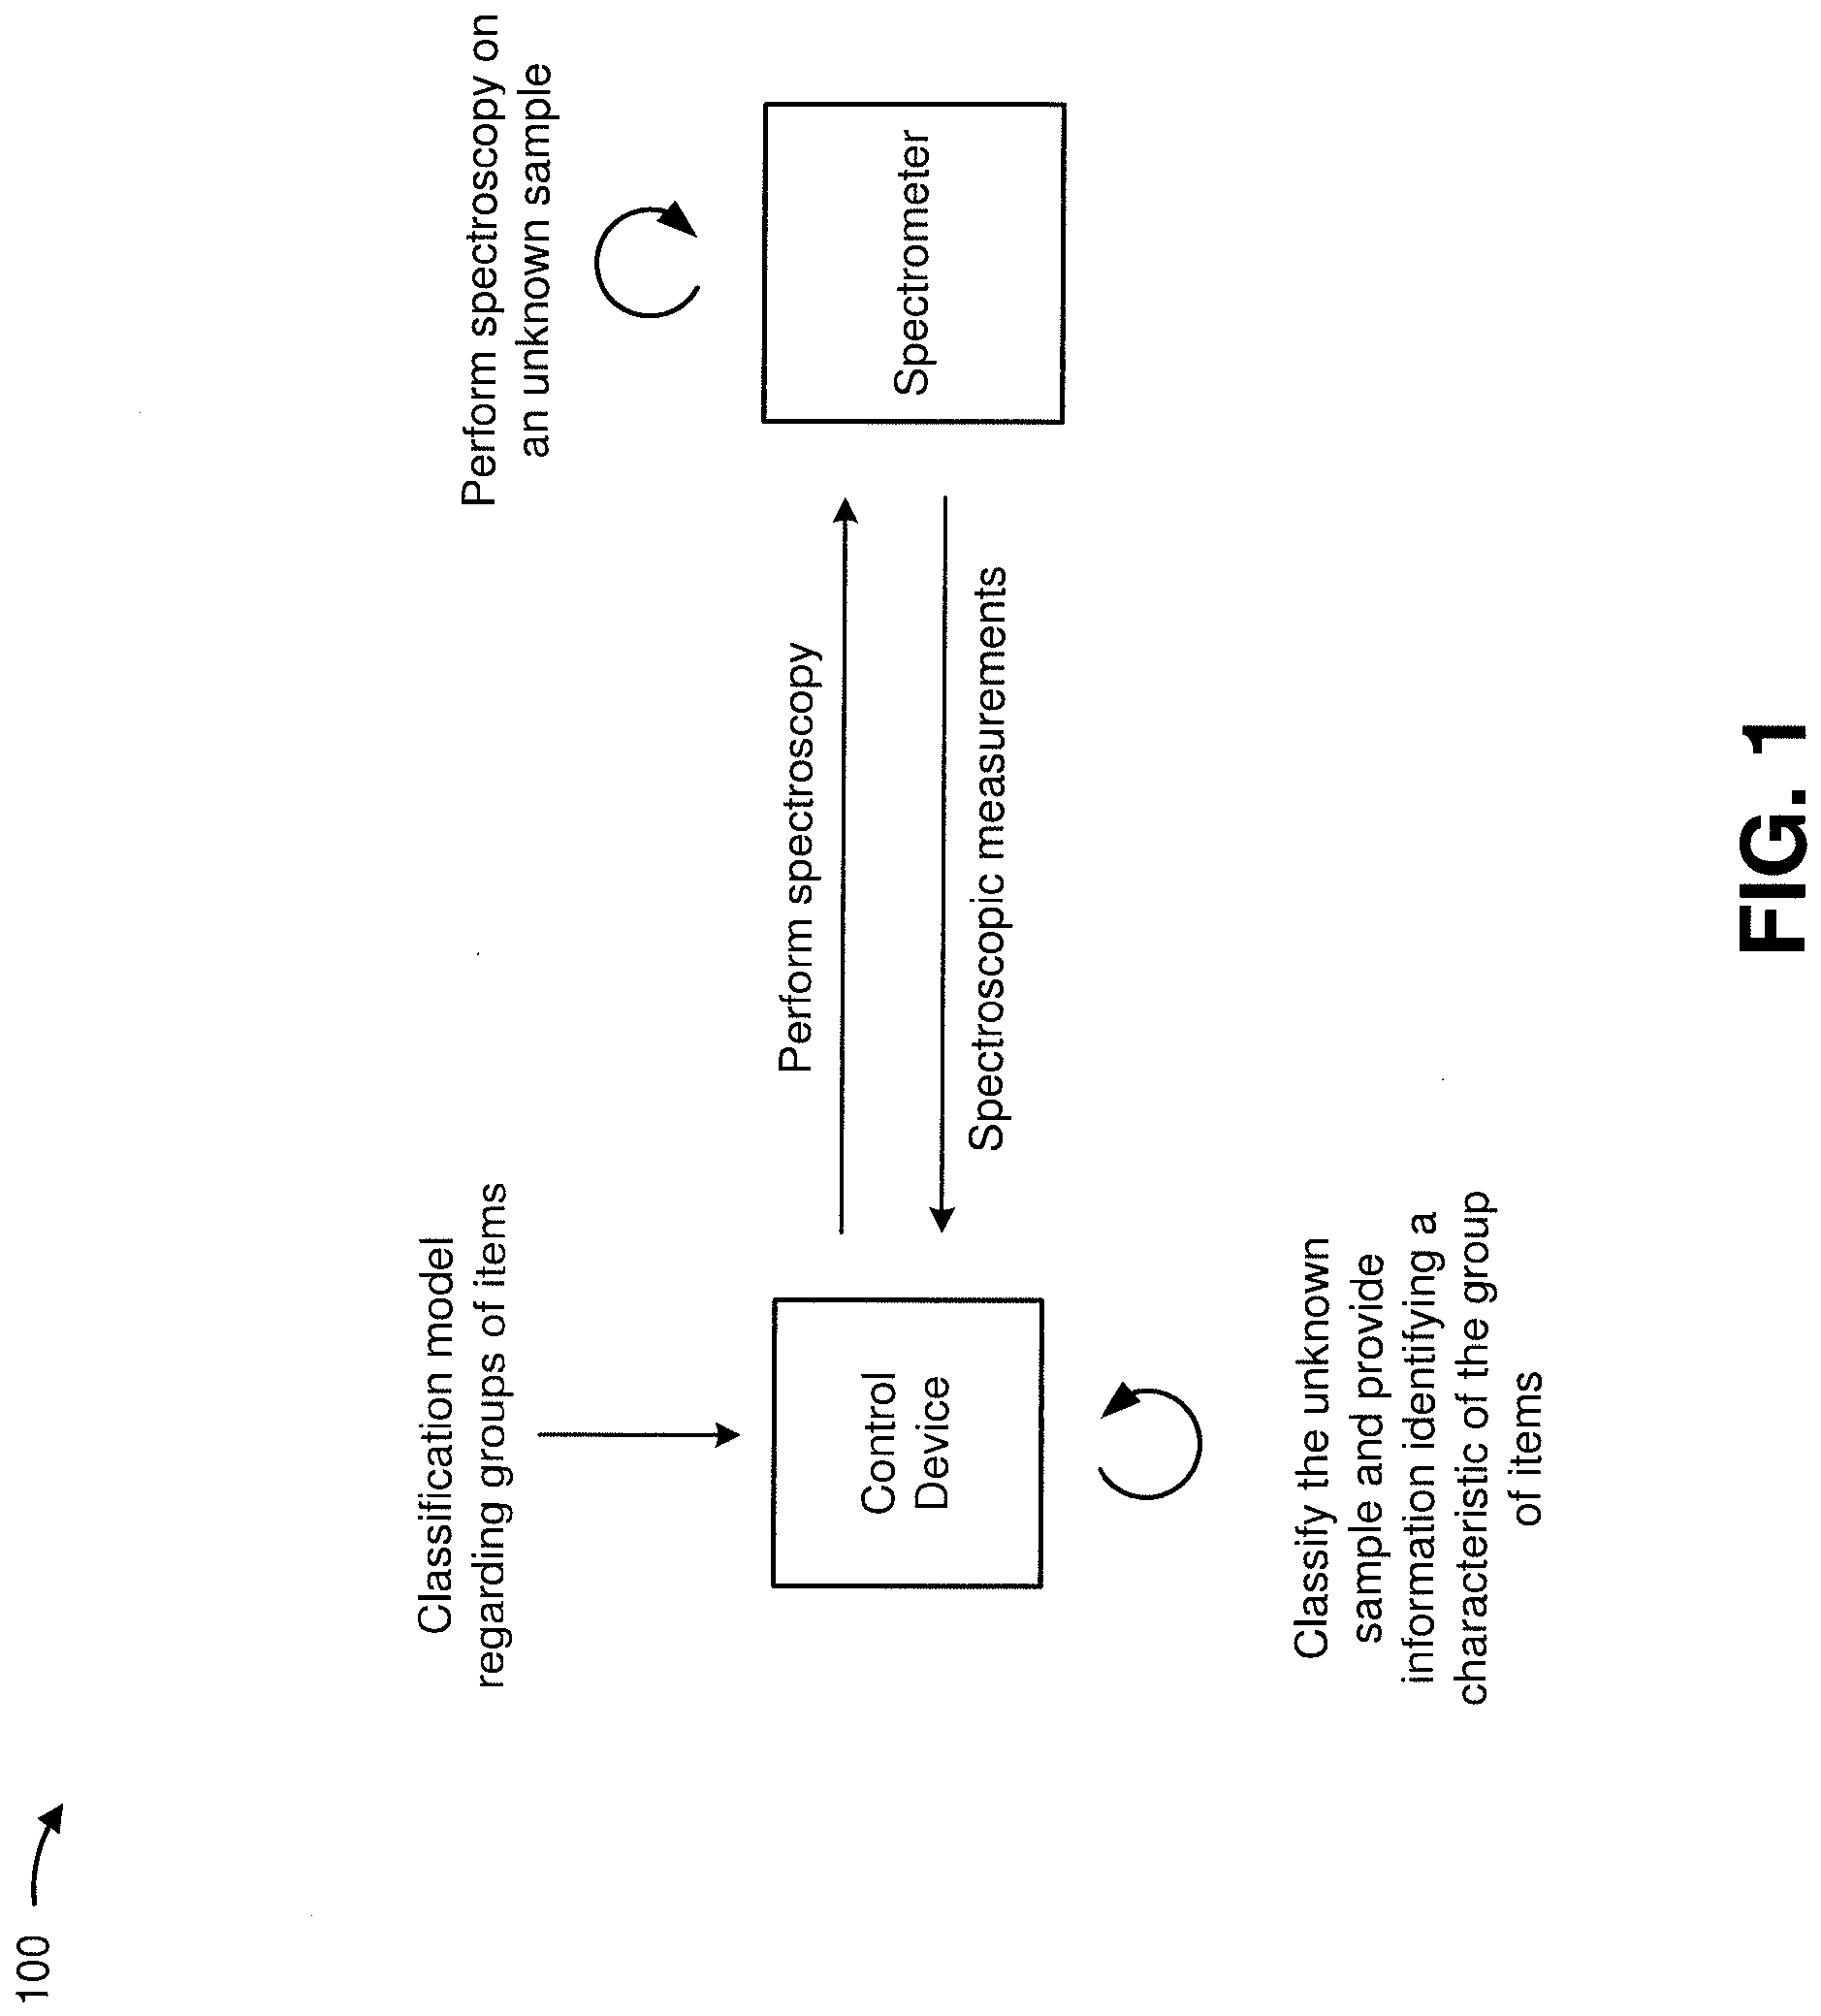 100
Classification model
regarding groups of items
Perform spectroscopy on
an unknown sample
Control
Device
Perform spectroscopy
Spectroscopic measurements
Spectrometer
Classify the unknown
sample and provide
information identifying a
characteristic of the group
of items
FIG. 1